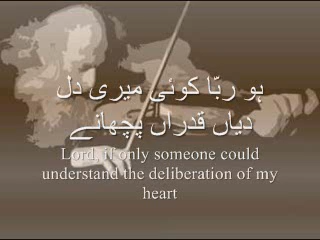 ہو ربّا کوئی میری دل
دیاں قدراں پچھانے
Lord, if only someone could
understand the deliberation of my
heart